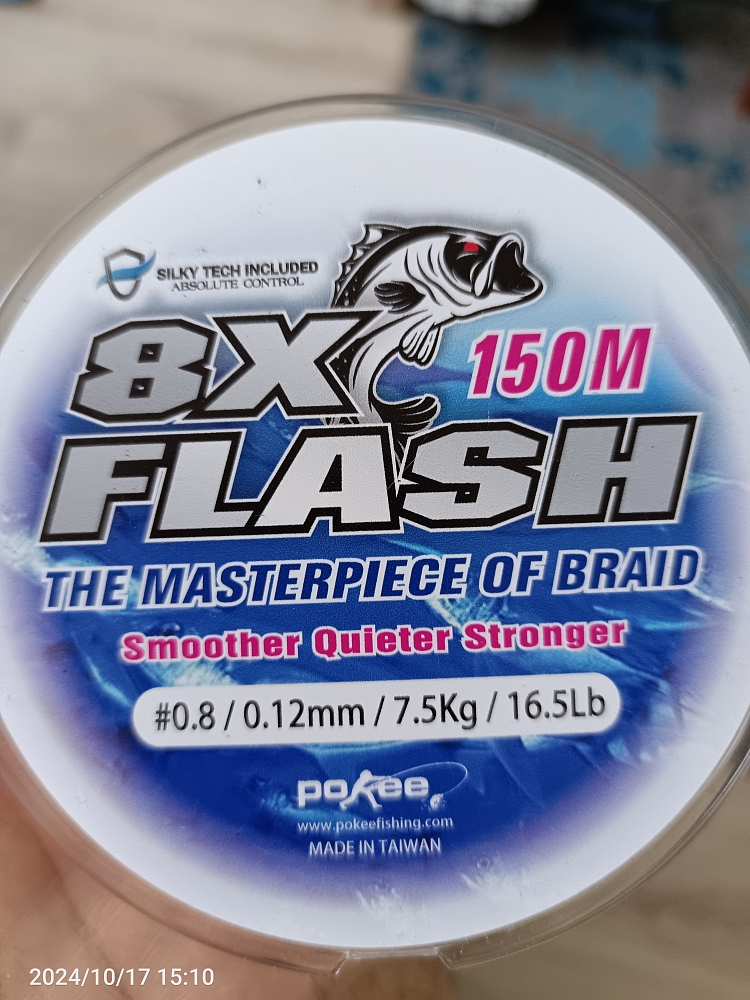 SILKY TECH INCLUDED
ABSOLUTE CONTROL
8X
150M
FLASH
THE MASTERPIECE OF BRAID
Smoother Quieter Stronger
#0.8 / 0.12mm / 7.5Kg / 16.5Lb
pokee
www.pokeefishing.com
MADE IN TAIWAN
2024/10/17 15:10